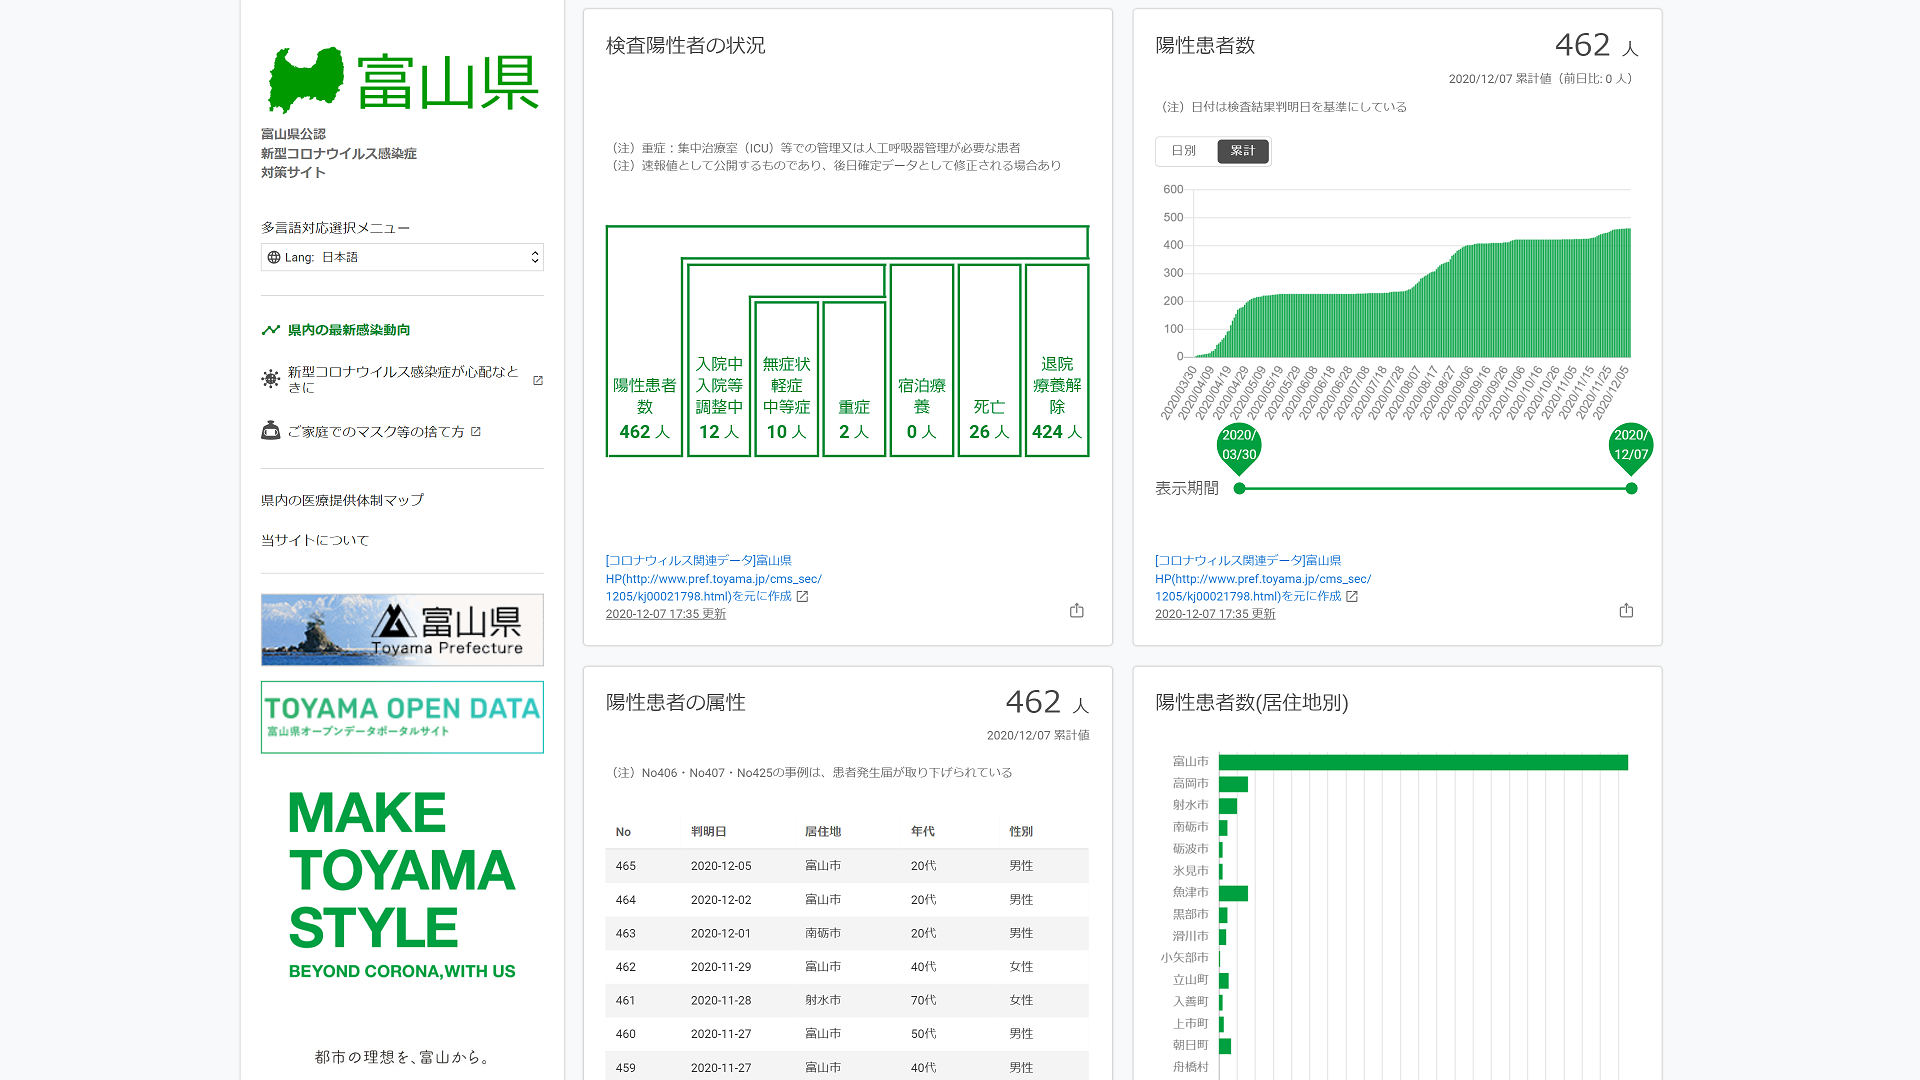 富山県
富山県公認
新型コロナウイルス感染症
対策サイト
多言語対応選択メニュー
Lang: 日本語
県内の最新感染動向
新型コロナウイルス感染症が心配なと
きに
ご家庭でのマスク等の捨て方
県内の医療提供体制マップ
当サイトについて
富山県
Toyama Prefecture
TOYAMA OPEN DATA
富山県オープンデータポータルサイト
MAKE
TOYAMA
STYLE
BEYOND CORONA,WITH US
都市の理想を、富山から。
検査陽性者の状況
（注）重症：集中治療室（ICU）等での管理又は人工呼吸器管理が必要な患者
（注）速報値として公開するものであり、後日確定データとして修正される場合あり
陽性患者
数
462 人
入院中
入院等
調整中
12 人
無症状
軽症
中等症
10 人
重症
2 人
宿泊療
養
0 人
死亡
26 人
退院
療養解
除
424 人
[コロナウィルス関連データ]富山県
HP(http://www.pref.toyama.jp/cms_sec/
1205/kj00021798.html)を元に作成
2020-12-07 17:35 更新
陽性患者数
462 人
2020/12/07 累計値（前日比: 0 人）
（注）日付は検査結果判明日を基準にしている
日別 累計
600
500
400
300
200
100
0
2020/03/30
2020/04/09
2020/04/19
2020/04/29
2020/05/09
2020/05/19
2020/05/29
2020/06/08
2020/06/18
2020/06/28
2020/07/08
2020/07/18
2020/07/28
2020/08/07
2020/08/17
2020/08/27
2020/09/06
2020/09/16
2020/09/26
2020/10/06
2020/10/16
2020/10/26
2020/11/05
2020/11/15
2020/11/25
2020/12/05
2020/
03/30
2020/
12/07
表示期間
[コロナウィルス関連データ]富山県
HP(http://www.pref.toyama.jp/cms_sec/
1205/kj00021798.html)を元に作成
2020-12-07 17:35 更新
陽性患者の属性
462 人
2020/12/07 累計値
（注）No406・No407・No425の事例は、患者発生届が取り下げられている
No 判明日 居住地 年代 性別
465 2020-12-05 富山市 20代 男性
464 2020-12-02 富山市 20代 男性
463 2020-12-01 南砺市 20代 男性
462 2020-11-29 富山市 40代 女性
461 2020-11-28 射水市 70代 女性
460 2020-11-27 富山市 50代 男性
459 2020-11-27 富山市 40代 男性
陽性患者数(居住地別)
富山市
高岡市
射水市
南砺市
砺波市
氷見市
魚津市
黒部市
滑川市
小矢部市
立山町
入善町
上市町
朝日町
舟橋村